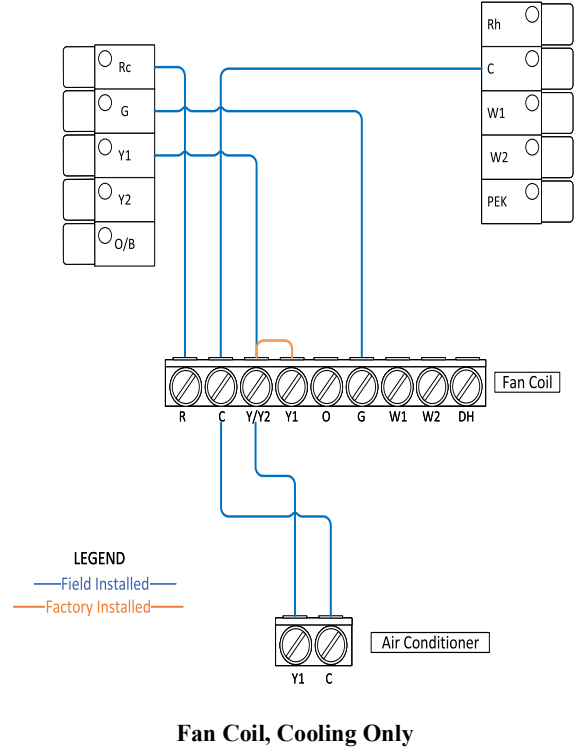 Rh
C
W1
W2
PEK
Rc
G
Y1
Y2
O/B
Fan Coil
R C Y/Y2 Y1 O G W1 W2 DH
LEGEND
Field Installed
Factory Installed
Air Conditioner
Y1 C
Fan Coil, Cooling Only